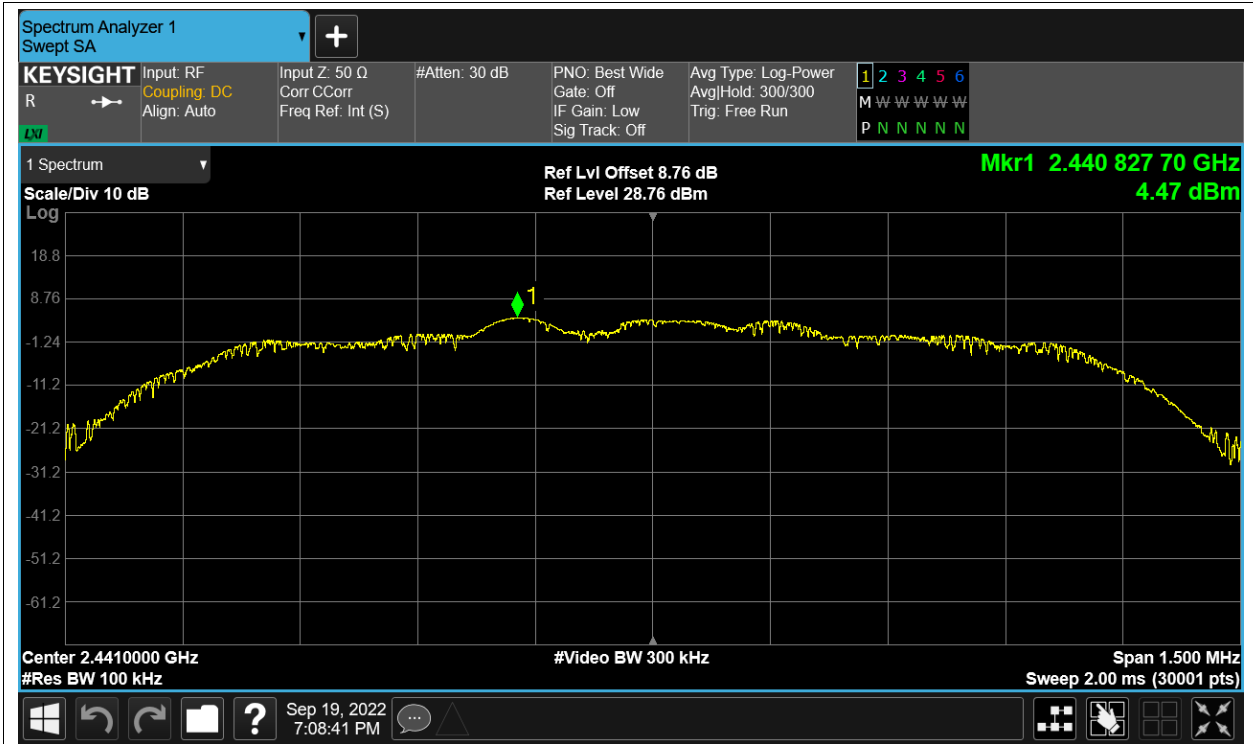 Spectrum Analyzer 1
Swept SA
KEYSIGHT
R
LXI
Input: RF
Coupling: DC
Align: Auto
Input Z: 50 Ω
Corr CCorr
Freq Ref: Int (S)
#Atten: 30 dB
PNO: Best Wide
Gate: Off
IF Gain: Low
Sig Track: Off
Avg Type: Log-Power
Avg|Hold: 300/300
Trig: Free Run
1 2 3 4 5 6
M W W W W W
P N N N N N
1 Spectrum
Scale/Div 10 dB
Log
Ref Lvl Offset 8.76 dB
Ref Level 28.76 dBm
Mkr1 2.440 827 70 GHz
4.47 dBm
18.8
8.76
1
-1.24
-11.2
-21.2
-31.2
-41.2
-51.2
-61.2
Center 2.4410000 GHz
#Res BW 100 kHz
#Video BW 300 kHz
Span 1.500 MHz
Sweep 2.00 ms (30001 pts)
?
Sep 19, 2022
7:08:41 PM